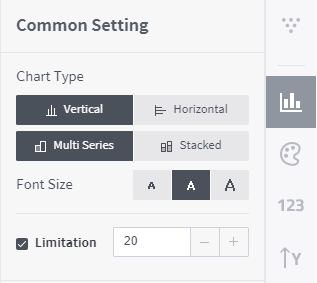 Common Setting
Chart Type
Vertical Horizontal
Multi Series Stacked
Font Size A A A
123
Limitation 20 − +
Y